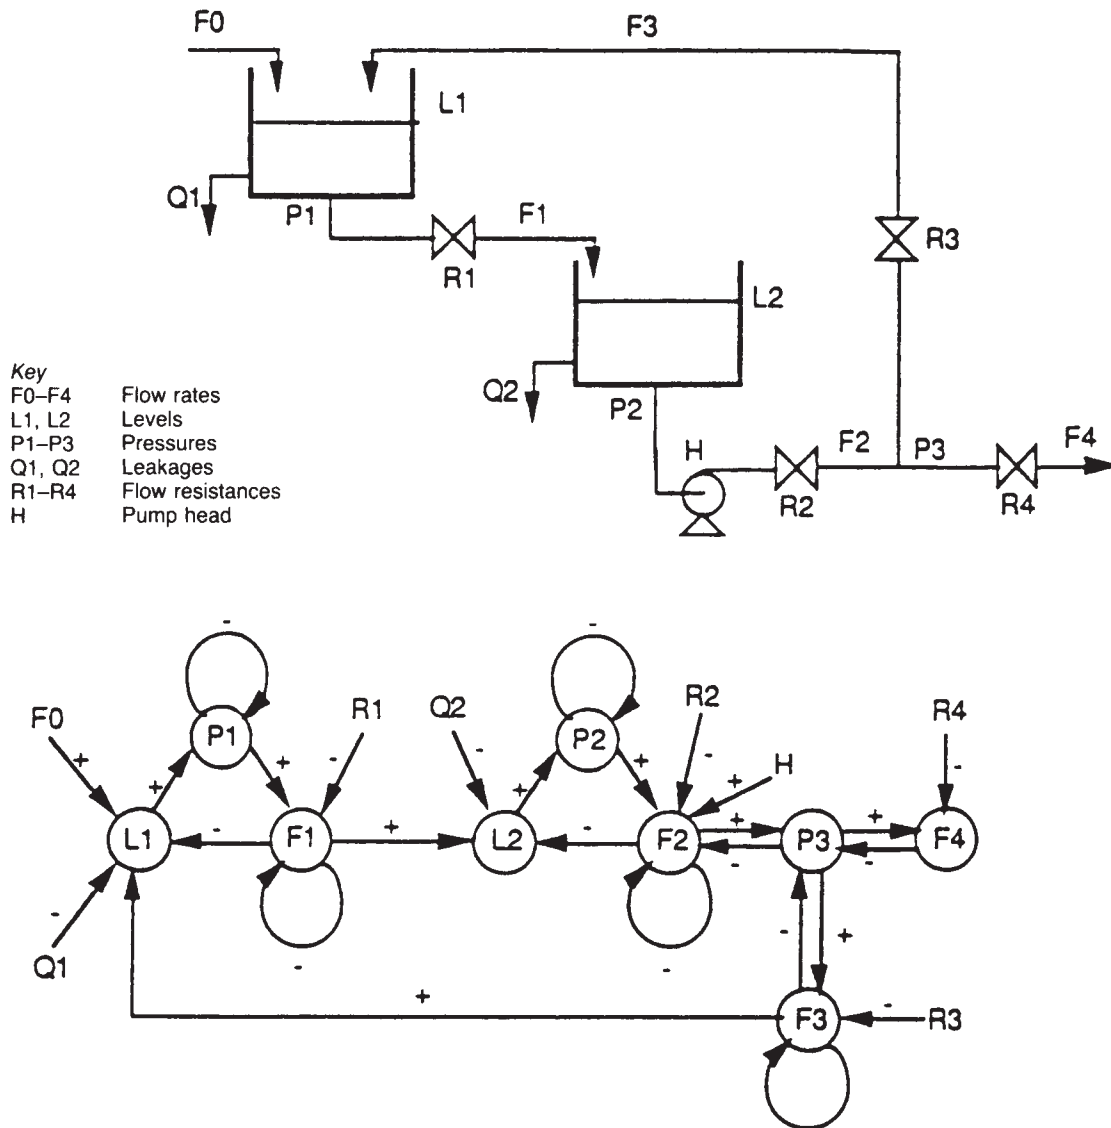 F0
F3
L1
Q1
P1
F1
R1
R3
L2
Key
F0–F4 Flow rates
L1, L2 Levels
P1–P3 Pressures
Q1, Q2 Leakages
R1–R4 Flow resistances
H Pump head
Q2
P2
H
F2
P3
F4
R2
R4
-
-
F0
R1
Q2
R2
R4
P1
P2
+
+
+
-
-
+
+
-
+
H
-
L1
-
F1
+
L2
-
F2
+
-
P3
+
-
F4
-
Q1
-
-
-
+
+
F3
-
R3